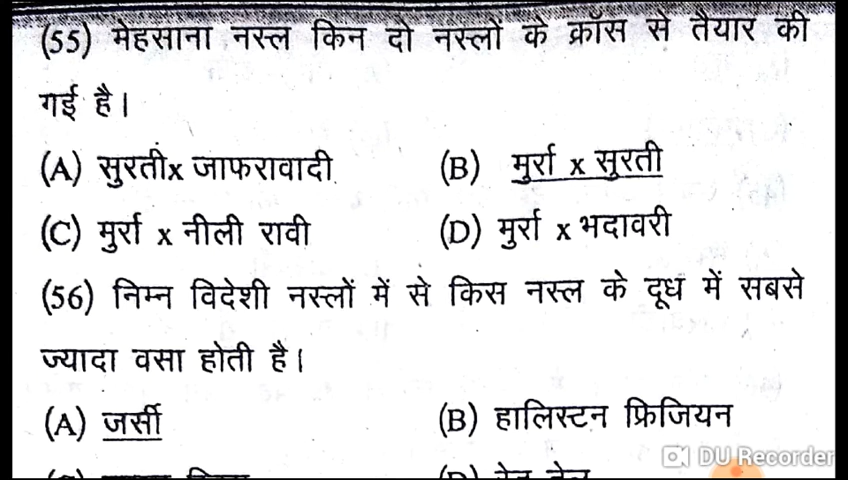 (55) मेहसाना नस्ल किन दो नस्लों के क्रॉस से तैयार की
गई है।
(A) सुरतीx जाफरावादी (B) मुर्रा x सुरती
(C) मुर्रा x नीली रावी (D) मुर्रा x भदावरी
(56) निम्न विदेशी नस्लों में से किस नस्ल के दूध में सबसे
ज्यादा वसा होती है।
(A) जर्सी (B) हालिस्टन फ्रिजियन
DU Recorder